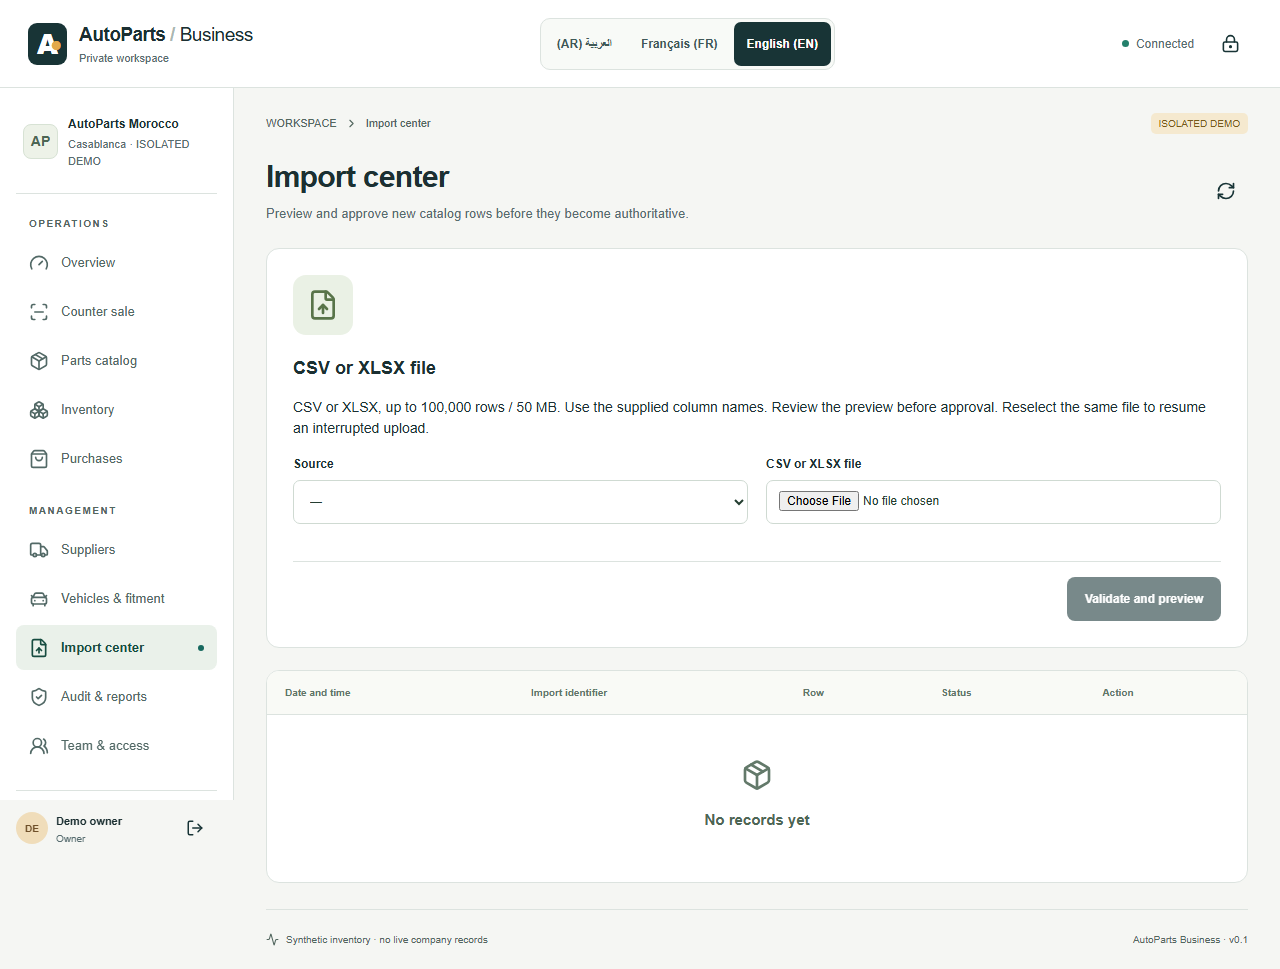 AutoParts / Business
Private workspace
العربية (AR)
Français (FR)
English (EN)
Connected
AP
AutoParts Morocco
Casablanca · ISOLATED
DEMO
OPERATIONS
Overview
Counter sale
Parts catalog
Inventory
Purchases
MANAGEMENT
Suppliers
Vehicles & fitment
Import center
Audit & reports
Team & access
DE
Demo owner
Owner
WORKSPACE > Import center
ISOLATED DEMO
Import center
Preview and approve new catalog rows before they become authoritative.
CSV or XLSX file
CSV or XLSX, up to 100,000 rows / 50 MB. Use the supplied column names. Review the preview before approval. Reselect the same file to resume
an interrupted upload.
Source
—
CSV or XLSX file
Choose File No file chosen
Validate and preview
Date and time Import identifier Row Status Action
No records yet
Synthetic inventory · no live company records
AutoParts Business · v0.1